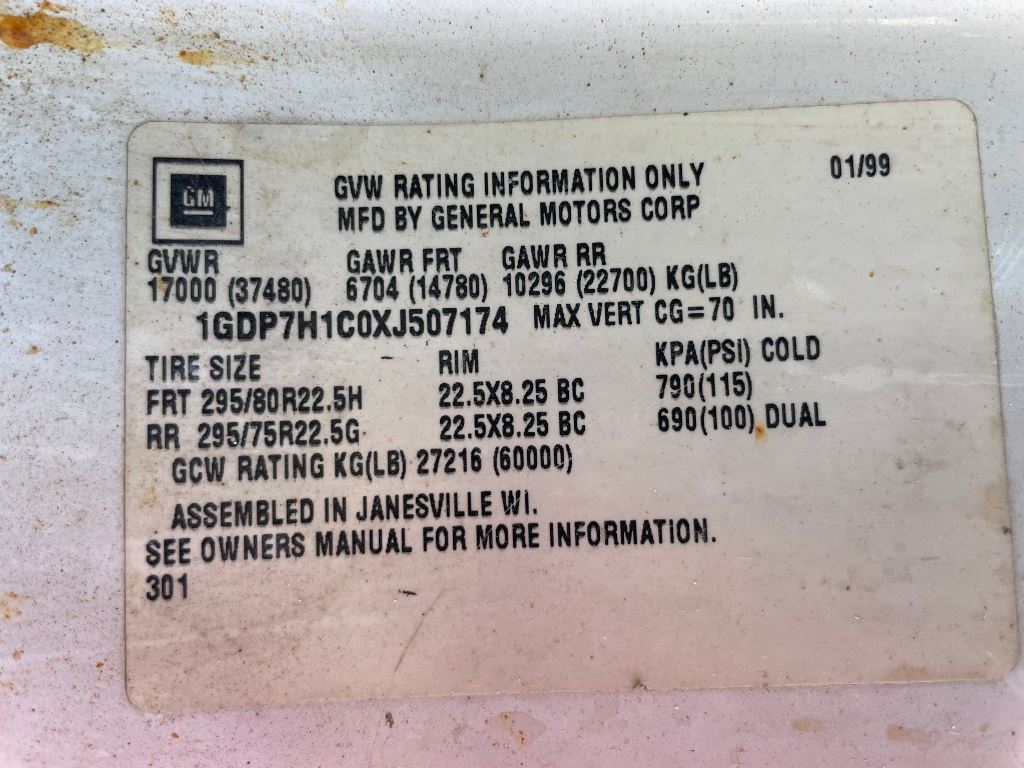 GM
GVW RATING INFORMATION ONLY 01/99
MFD BY GENERAL MOTORS CORP
GVWR GAWR FRT GAWR RR
17000 (37480) 6704 (14780) 10296 (22700) KG(LB)
1GDP7H1C0XJ507174 MAX VERT CG=70 IN.
TIRE SIZE RIM KPA(PSI) COLD
FRT 295/80R22.5H 22.5X8.25 BC 790(115)
RR 295/75R22.5G 22.5X8.25 BC 690(100) DUAL
GCW RATING KG(LB) 27216 (60000)
ASSEMBLED IN JANESVILLE WI.
SEE OWNERS MANUAL FOR MORE INFORMATION.
301